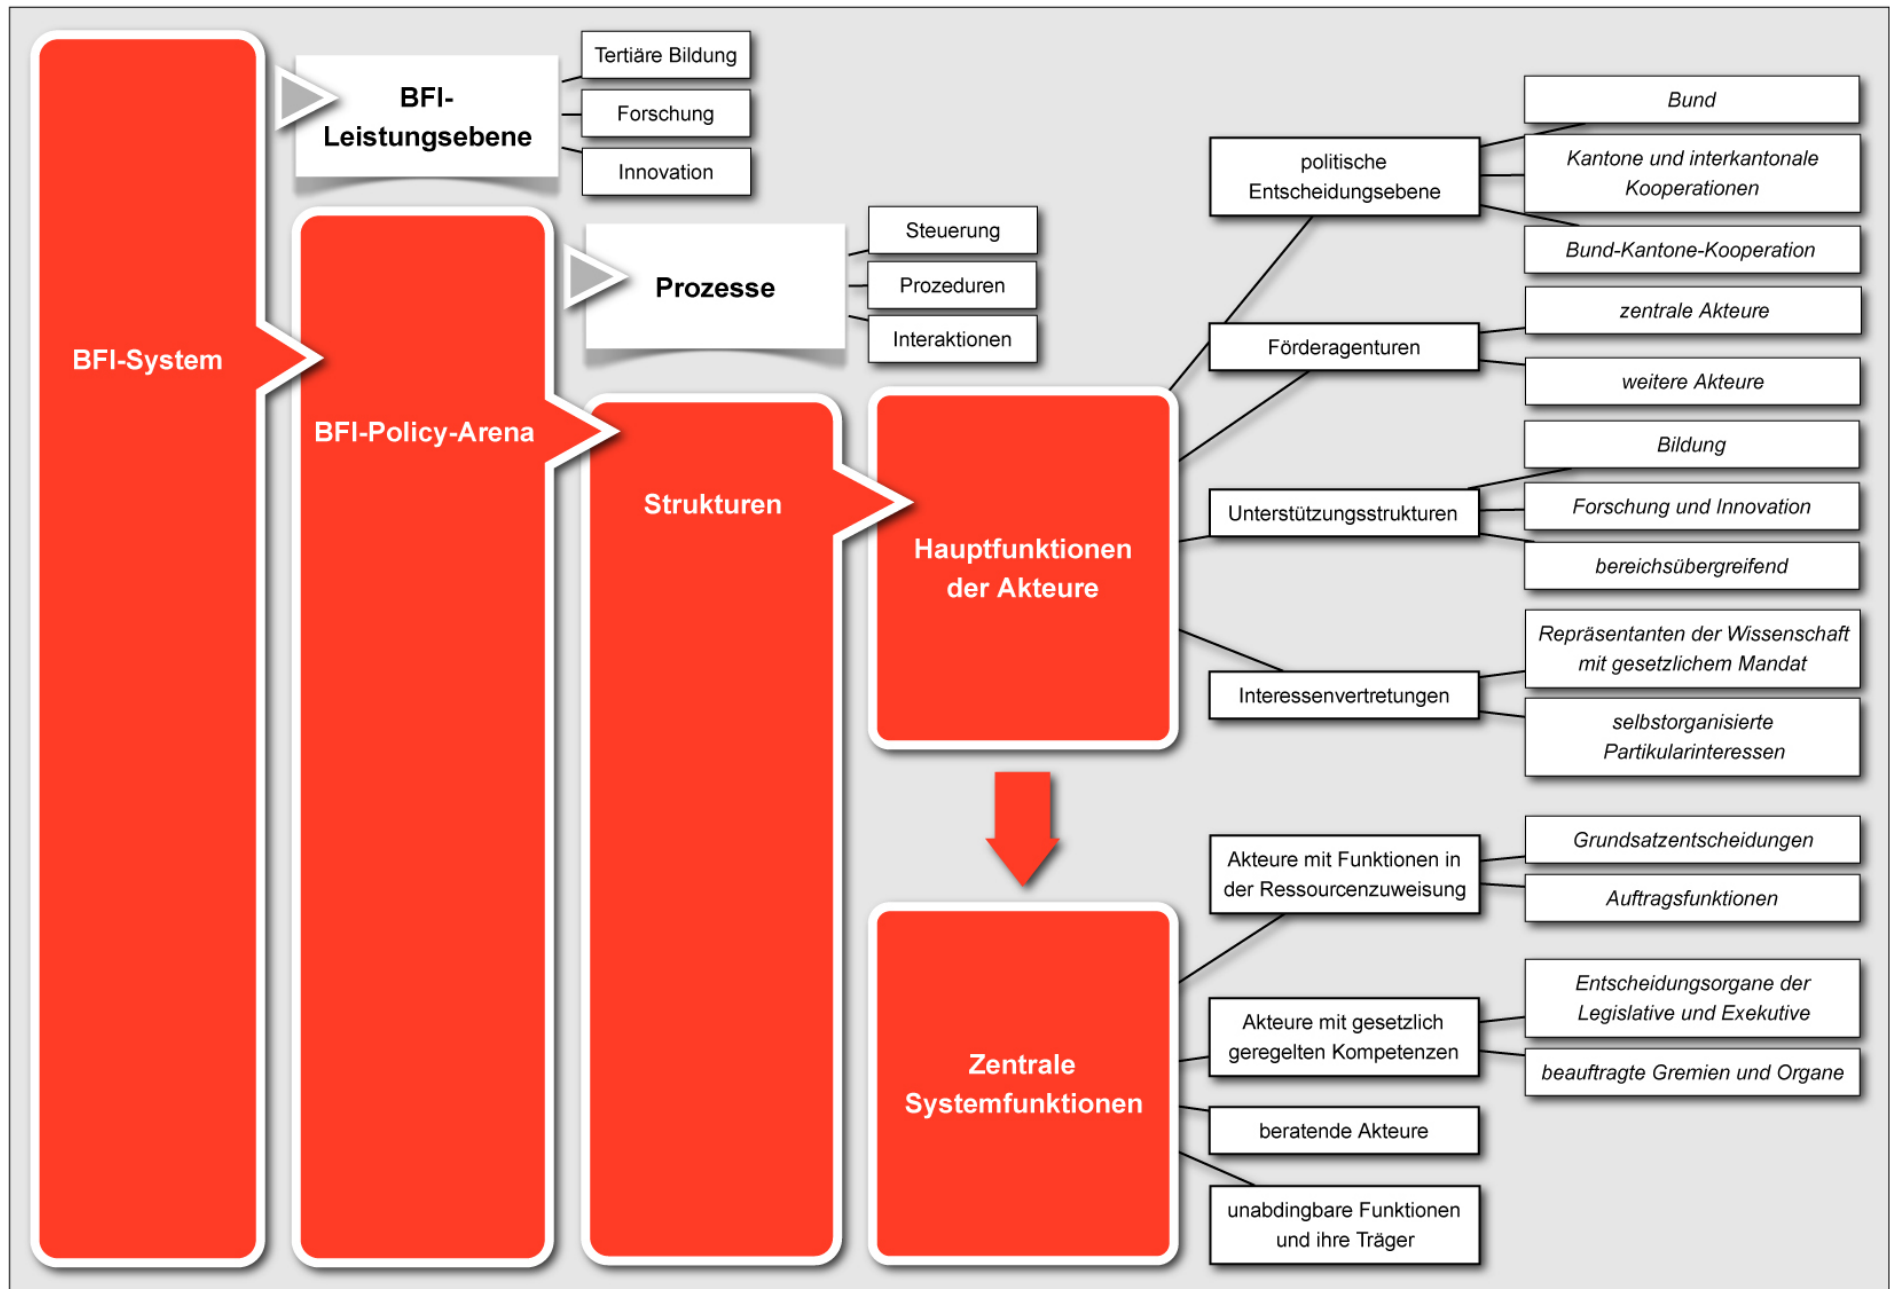 BFI-System
BFI-
Leistungsebene
Tertiäre Bildung
Forschung
Innovation
BFI-Policy-Arena
Prozesse
Steuerung
Prozeduren
Interaktionen
Strukturen
Hauptfunktionen
der Akteure
politische
Entscheidungsebene
Bund
Kantone und interkantonale
Kooperationen
Bund-Kantone-Kooperation
Förderagenturen
zentrale Akteure
weitere Akteure
Unterstützungsstrukturen
Bildung
Forschung und Innovation
bereichsübergreifend
Interessenvertretungen
Repräsentanten der Wissenschaft
mit gesetzlichem Mandat
selbstorganisierte
Partikularinteressen
Zentrale
Systemfunktionen
Akteure mit Funktionen in
der Ressourcenzuweisung
Grundsatzentscheidungen
Auftragsfunktionen
Akteure mit gesetzlich
geregelten Kompetenzen
Entscheidungsorgane der
Legislative und Exekutive
beauftragte Gremien und Organe
beratende Akteure
unabdingbare Funktionen
und ihre Träger